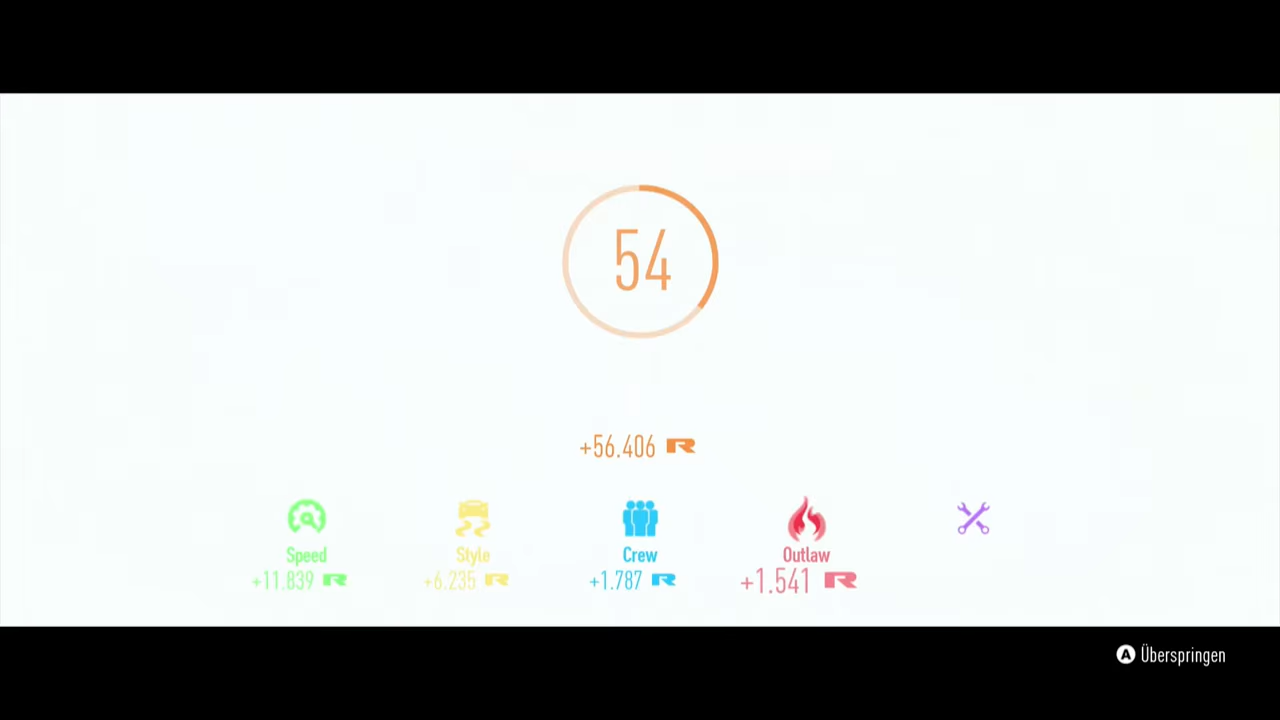 54
+56.406 R
Speed
Style
Crew
Outlaw
+11.839 R
+6.235 R
+1.787 R
+1.541 R
A Überspringen